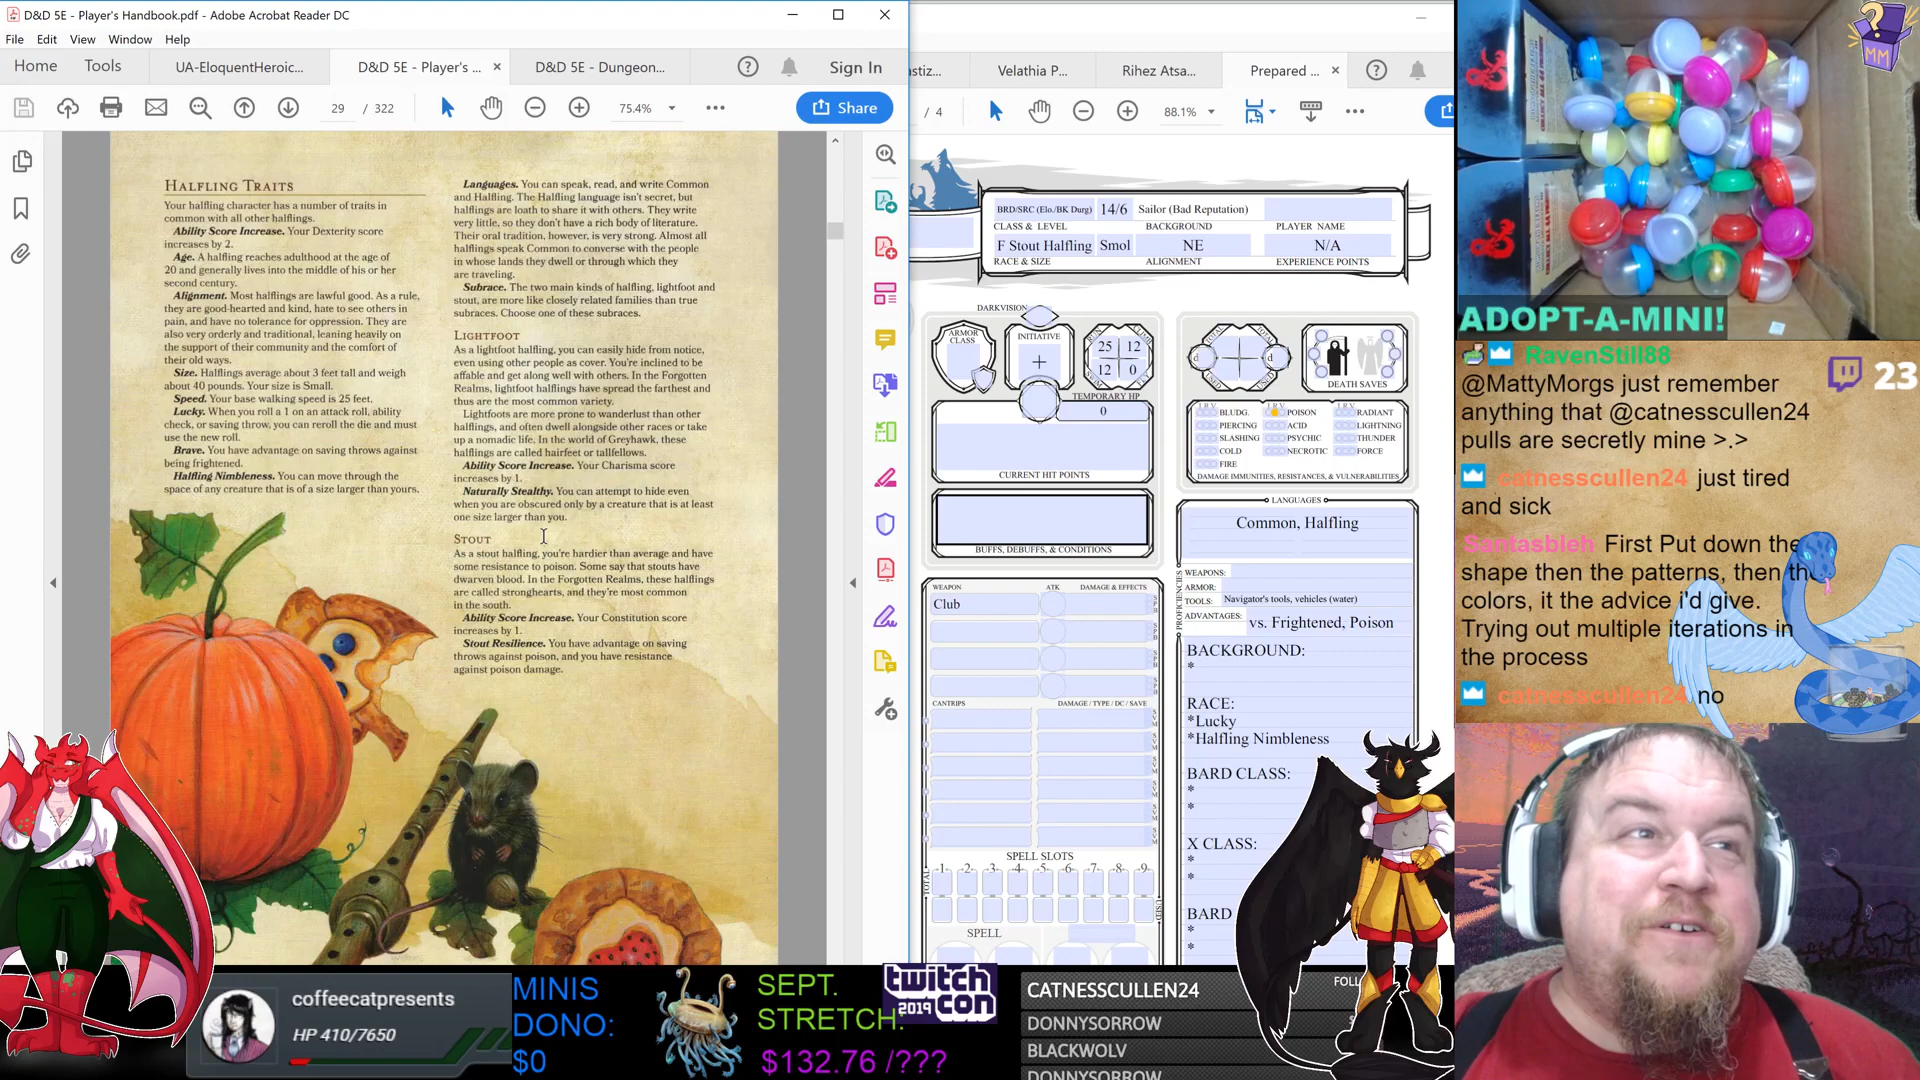 D&D 5E - Player's Handbook.pdf - Adobe Acrobat Reader DC
File Edit View Window Help
Home Tools UA-EloquentHeroic... D&D 5E - Player's ... D&D 5E - Dungeon... Sign In
29 / 322 75.4% Share
HALFLING TRAITS
Your halfling character has a number of traits in
common with all other halflings.
Ability Score Increase. Your Dexterity score
increases by 2.
Age. A halfling reaches adulthood at the age of
20 and generally lives into the middle of his or her
second century.
Alignment. Most halflings are lawful good. As a rule,
they are good-hearted and kind, hate to see others in
pain, and have no tolerance for oppression. They are
also very orderly and traditional, leaning heavily on
the support of their community and the comfort of
their old ways.
Size. Halflings average about 3 feet tall and weigh
about 40 pounds. Your size is Small.
Speed. Your base walking speed is 25 feet.
Lucky. When you roll a 1 on an attack roll, ability
check, or saving throw, you can reroll the die and must
use the new roll.
Brave. You have advantage on saving throws against
being frightened.
Halfling Nimbleness. You can move through the
space of any creature that is of a size larger than yours.
Languages. You can speak, read, and write Common
and Halfling. The Halfling language isn't secret, but
halflings are loath to share it with others. They write
very little, so they don't have a rich body of literature.
Their oral tradition, however, is very strong. Almost all
halflings speak Common to converse with the people
in whose lands they dwell or through which they
are traveling.
Subrace. The two main kinds of halfling, lightfoot and
stout, are more like closely related families than true
subraces. Choose one of these subraces.
LIGHTFOOT
As a lightfoot halfling, you can easily hide from notice,
even using other people as cover. You're inclined to be
affable and get along well with others. In the Forgotten
Realms, lightfoot halflings have spread the farthest and
thus are the most common variety.
Lightfoots are more prone to wanderlust than other
halflings, and often dwell alongside other races or take
up a nomadic life. In the world of Greyhawk, these
halflings are called hairfeet or tallfellows.
Ability Score Increase. Your Charisma score
increases by 1.
Naturally Stealthy. You can attempt to hide even
when you are obscured only by a creature that is at least
one size larger than you.
STOUT
As a stout halfling, you're hardier than average and have
some resistance to poison. Some say that stouts have
dwarven blood. In the Forgotten Realms, these halflings
are called stronghearts, and they're most common
in the south.
Ability Score Increase. Your Constitution score
increases by 1.
Stout Resilience. You have advantage on saving
throws against poison, and you have resistance
against poison damage.
astiz... Velathia P... Rihez Atsa... Prepared ...
/ 4 88.1%
BRD/SRC (Elo./BK Durg) 14/6 Sailor (Bad Reputation)
CLASS & LEVEL BACKGROUND PLAYER NAME
F Stout Halfling Smol NE N/A
RACE & SIZE ALIGNMENT EXPERIENCE POINTS
DARKVISION
ARMOR CLASS
INITIATIVE
+
25 12
12 0
TEMPORARY HP
0
CURRENT HIT POINTS
BUFFS, DEBUFFS, & CONDITIONS
TOTAL TOTAL
d d
DEATH SAVES
I R V I R V I R V
BLUDG. POISON RADIANT
PIERCING ACID LIGHTNING
SLASHING PSYCHIC THUNDER
COLD NECROTIC FORCE
FIRE
DAMAGE IMMUNITIES, RESISTANCES, & VULNERABILITIES
LANGUAGES
Common, Halfling
PROFICIENCIES
WEAPONS:
ARMOR:
TOOLS: Navigator's tools, vehicles (water)
ADVANTAGES: vs. Frightened, Poison
BACKGROUND:
*
RACE:
*Lucky
*Halfling Nimbleness
BARD CLASS:
*
*
X CLASS:
*
*
BARD
*
*
WEAPON ATK DAMAGE & EFFECTS
Club
CANTRIPS DAMAGE / TYPE / DC / SAVE
SPELL SLOTS
-1- -2- -3- -4- -5- -6- -7- -8- -9-
TOTAL
USED
SPELL
MM
ADOPT-A-MINI!
RavenStill88
@MattyMorgs just remember
anything that @catnesscullen24
pulls are secretly mine >.>
catnesscullen24 just tired
and sick
Santasbleh First Put down the
shape then the patterns, then the
colors, it the advice i'd give.
Trying out multiple iterations in
the process
catnesscullen24 no
23
coffeecatpresents
HP 410/7650
MINIS
DONO:
$0
SEPT.
STRETCH:
$132.76 /???
twitch
con
2019
CATNESSCULLEN24
FOLL
DONNYSORROW
BLACKWOLV
DONNYSORROW